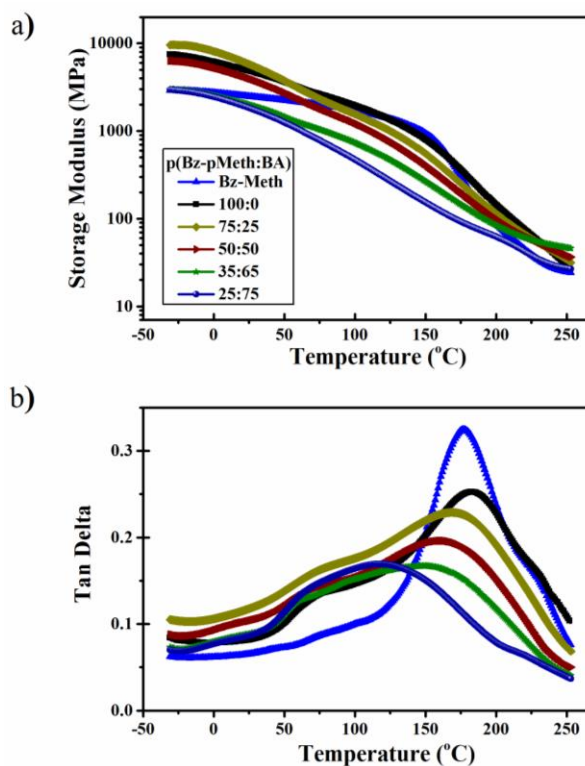 a)
Storage Modulus (MPa)
10000
1000
100
10
p(Bz-pMeth:BA)
Bz-Meth
100:0
75:25
50:50
35:65
25:75
-50 0 50 100 150 200 250
Temperature (°C)
b)
Tan Delta
0.3
0.2
0.1
0.0
-50 0 50 100 150 200 250
Temperature (°C)